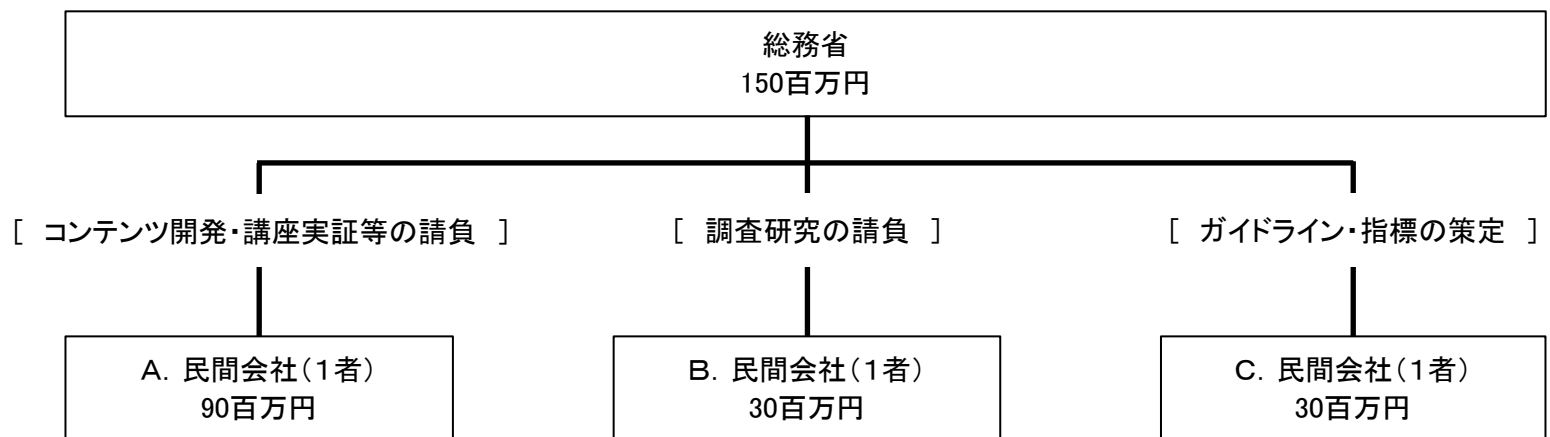 総務省
150百万円
[ コンテンツ開発・講座実証等の請負 ]
[ 調査研究の請負 ]
[ ガイドライン・指標の策定 ]
A. 民間会社（１者）
90百万円
B. 民間会社（１者）
30百万円
C. 民間会社（１者）
30百万円